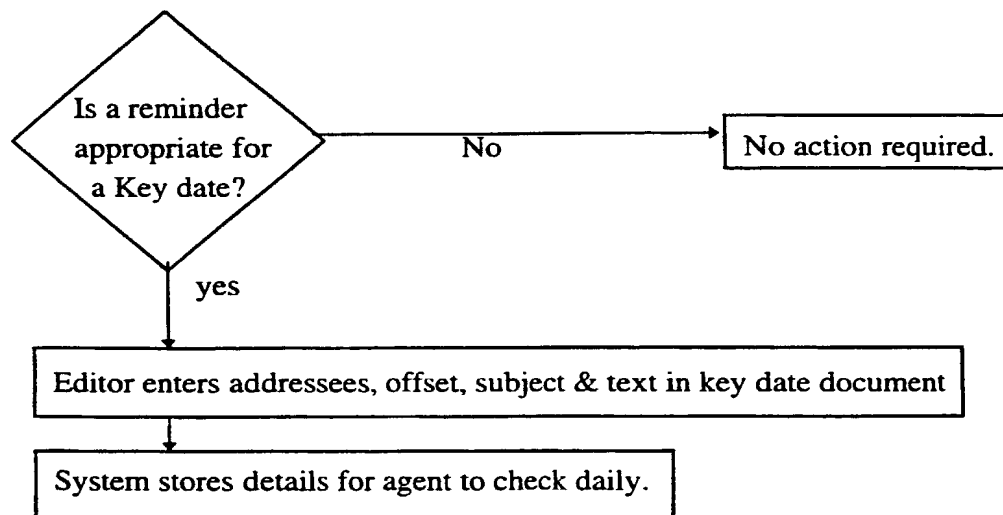 Is a reminder
appropriate for
a Key date?
No
No action required.
yes
Editor enters addressees, offset, subject & text in key date document
System stores details for agent to check daily.